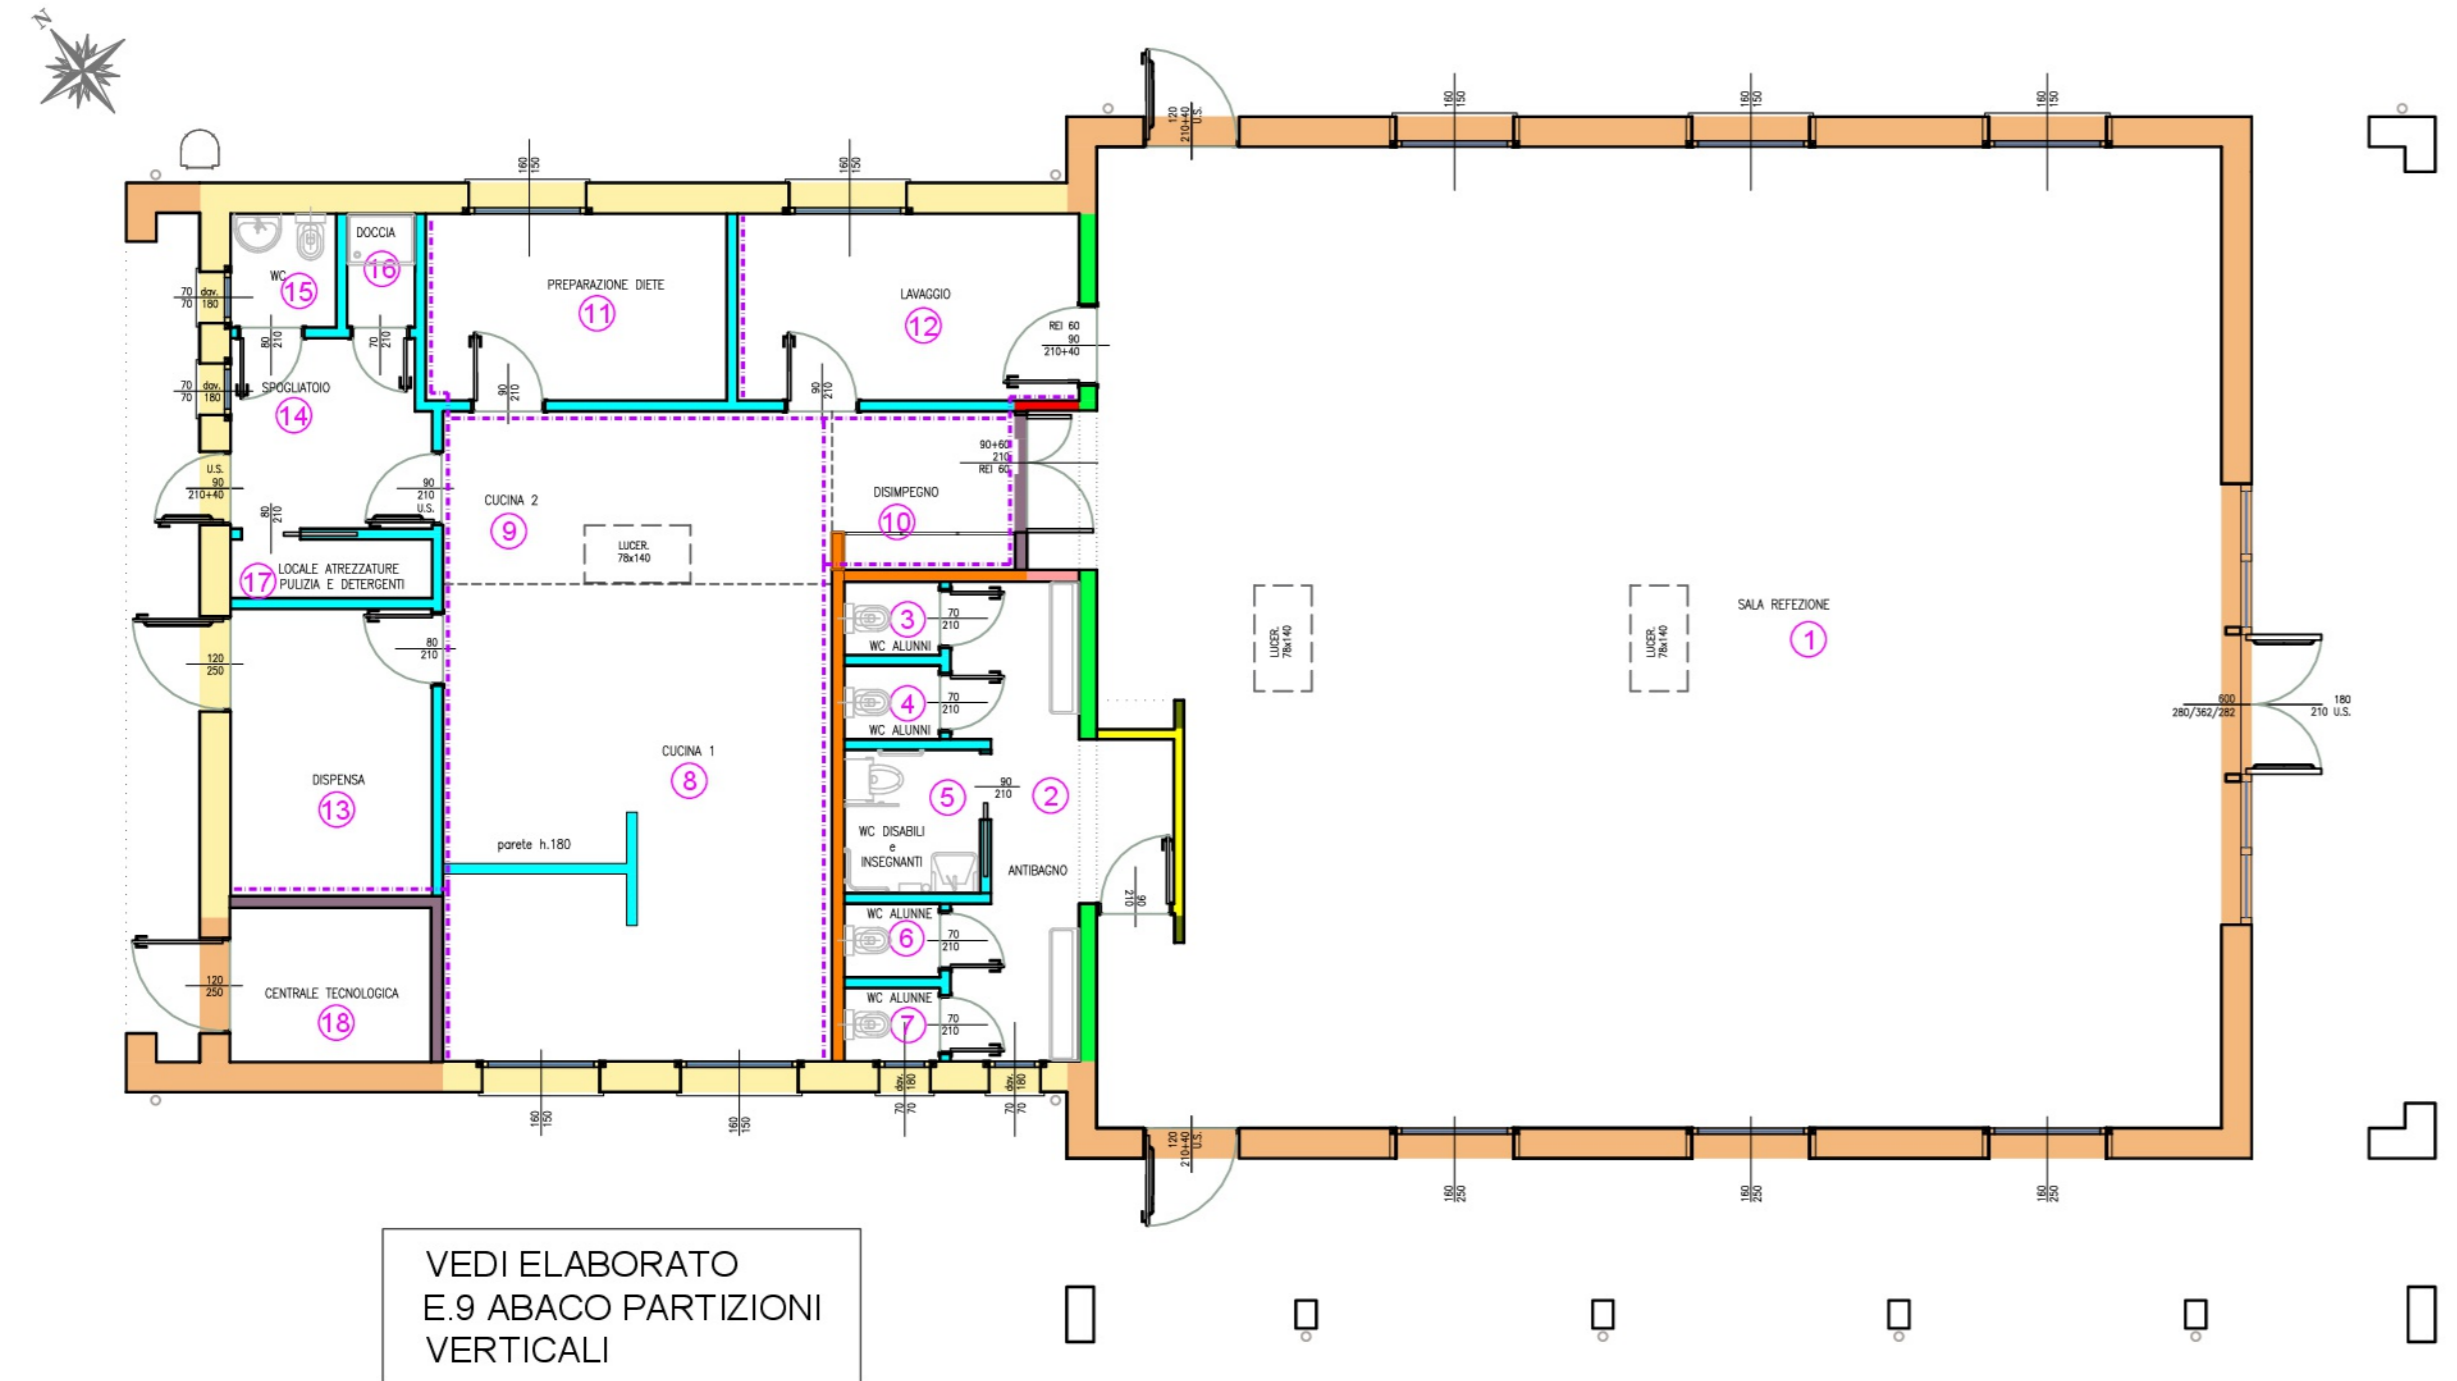 N
120
210+40
U.S.
160
150
160
150
160
150
160
150
160
150
DOCCIA
16
WC
15
70 dav.
70 180
80
210
70
210
PREPARAZIONE DIETE
11
LAVAGGIO
12
REI 60
90
210+40
70 dav.
70 180
SPOGLIATOIO
14
90
210
90
210
U.S.
90
210+40
90
210
U.S.
80
210
CUCINA 2
9
90+60
210
REI 60
DISIMPEGNO
10
LUCER.
78x140
17
LOCALE ATREZZATURE
PULIZIA E DETERGENTI
3
70
210
WC ALUNNI
4
70
210
WC ALUNNI
LUCER.
78x140
LUCER.
78x140
SALA REFEZIONE
1
80
210
120
250
600
280/362/282
180
210 U.S.
CUCINA 1
8
DISPENSA
13
parete h.180
5
90
210
2
WC DISABILI
e
INSEGNANTI
ANTIBAGNO
90
210
WC ALUNNE
6
70
210
WC ALUNNE
7
70
210
120
250
CENTRALE TECNOLOGICA
18
160
150
160
150
dav.
180
70
70
dav.
180
70
70
120
210+40
U.S.
160
250
160
250
160
250
VEDI ELABORATO
E.9 ABACO PARTIZIONI
VERTICALI